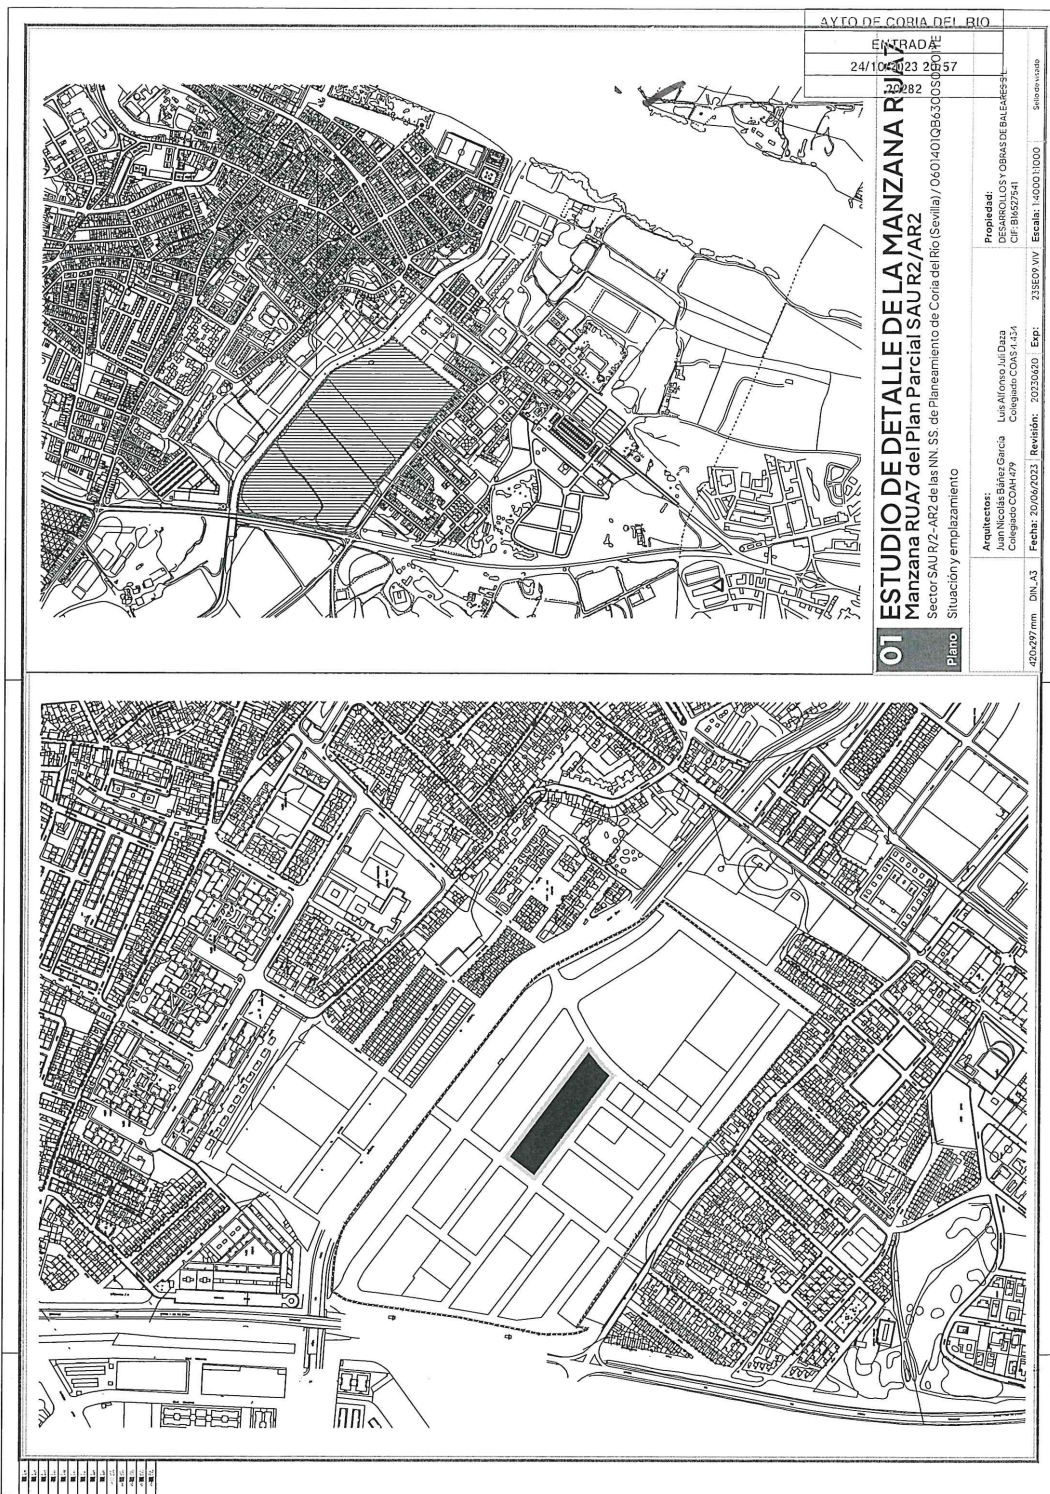 AYTO DE CORIA DEL RIO
ENTRADA
24/10/2023 20:57
20282
01
Plano
ESTUDIO DE DETALLE DE LA MANZANA RUA7
Manzana RUA7 del Plan Parcial SAU R2/AR2
Sector SAU R/2-AR2 de las NN. SS. de Planeamiento de Coria del Río (Sevilla) / 0601401QB6300S0001YE
Situación y emplazamiento
Arquitectos:
Juan Nicolás Báñez García
Colegiado COAH 479
Luis Alfonso Juli Daza
Colegiado COAS 4.434
Propiedad:
DESARROLLOS Y OBRAS DE BALEARES S.L.
CIF: B16527541
420x297 mm DIN_A3
Fecha: 20/06/2023
Revisión: 20230620
Exp: 23SE09.VIV
Escala: 1:4000 1:1000
Sello de visado